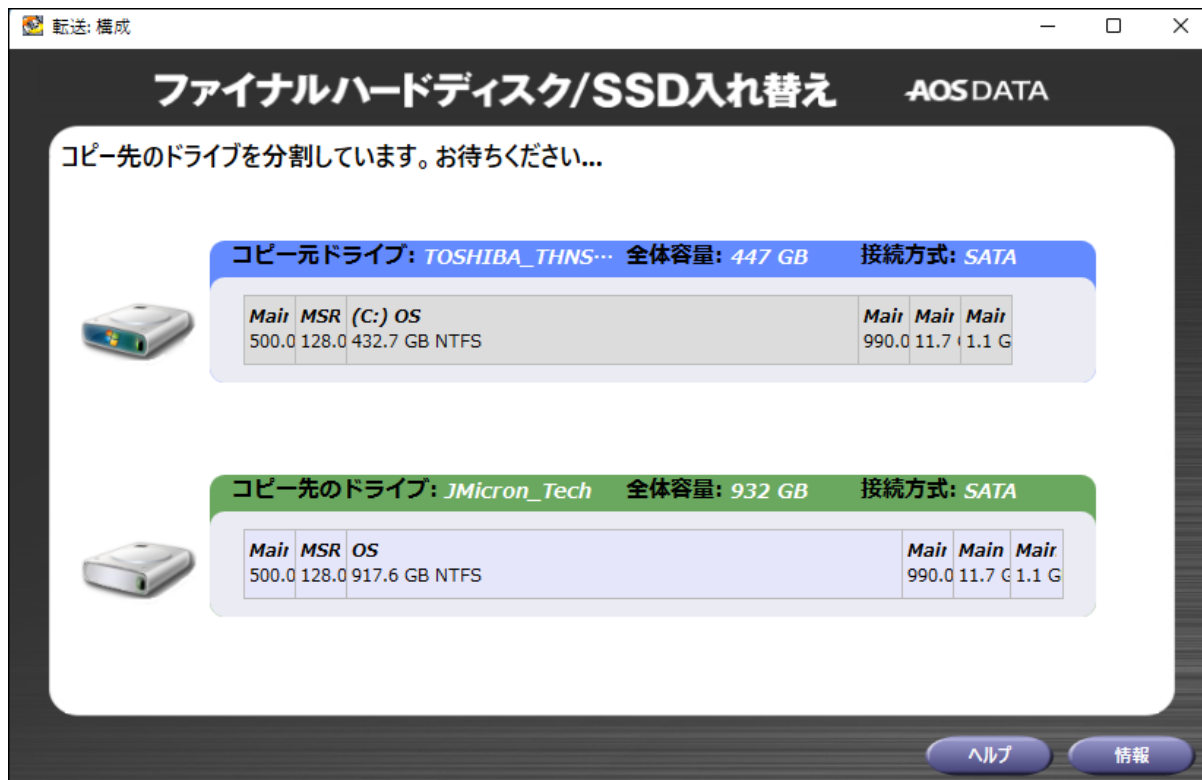 転送: 構成
ファイナルハードディスク/SSD入れ替え AOSDATA
コピー先のドライブを分割しています。お待ちください...
コピー元ドライブ: TOSHIBA_THNS… 全体容量: 447 GB 接続方式: SATA
Mair MSR (C:) OS Mair Mair Mair
500.0 128.0 432.7 GB NTFS 990.0 11.7 1.1 G
コピー先のドライブ: JMicron_Tech 全体容量: 932 GB 接続方式: SATA
Mair MSR OS Mair Main Mair
500.0 128.0 917.6 GB NTFS 990.0 11.7 G 1.1 G
ヘルプ 情報